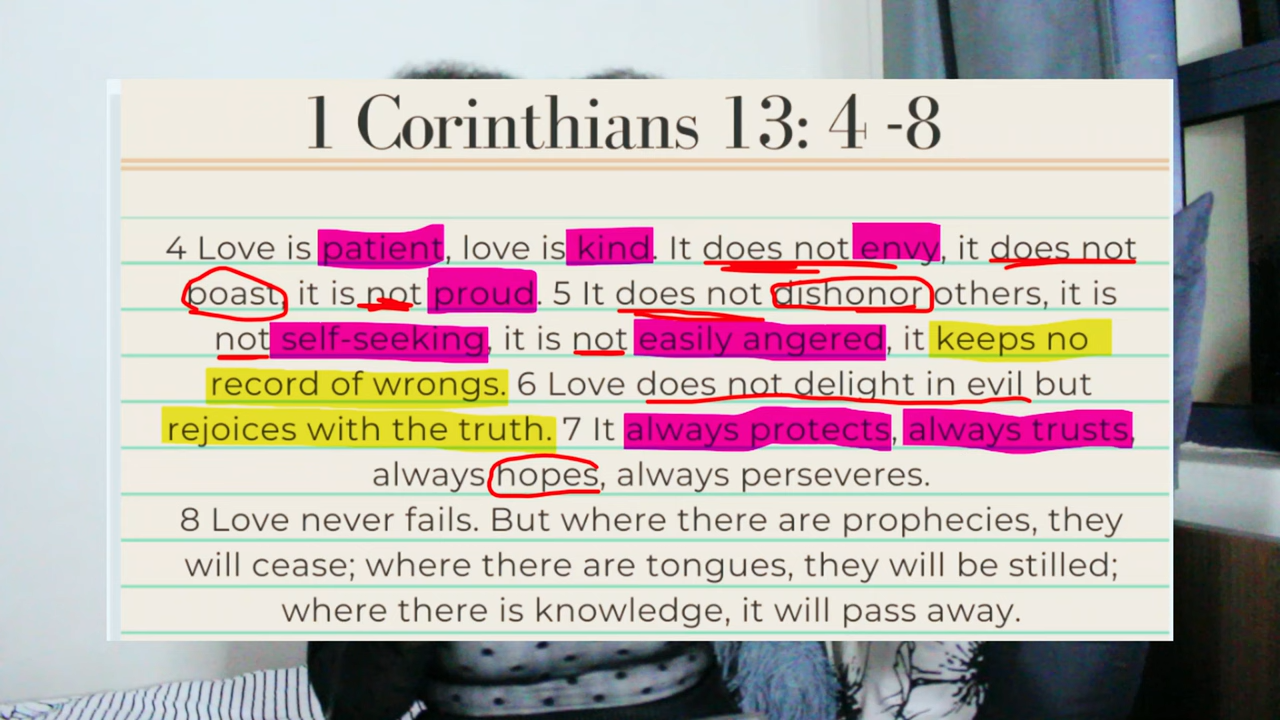 1 Corinthians 13: 4 -8
4 Love is patient, love is kind. It does not envy, it does not
boast, it is not proud. 5 It does not dishonor others, it is
not self-seeking, it is not easily angered, it keeps no
record of wrongs. 6 Love does not delight in evil but
rejoices with the truth. 7 It always protects, always trusts,
always hopes, always perseveres.
8 Love never fails. But where there are prophecies, they
will cease; where there are tongues, they will be stilled;
where there is knowledge, it will pass away.